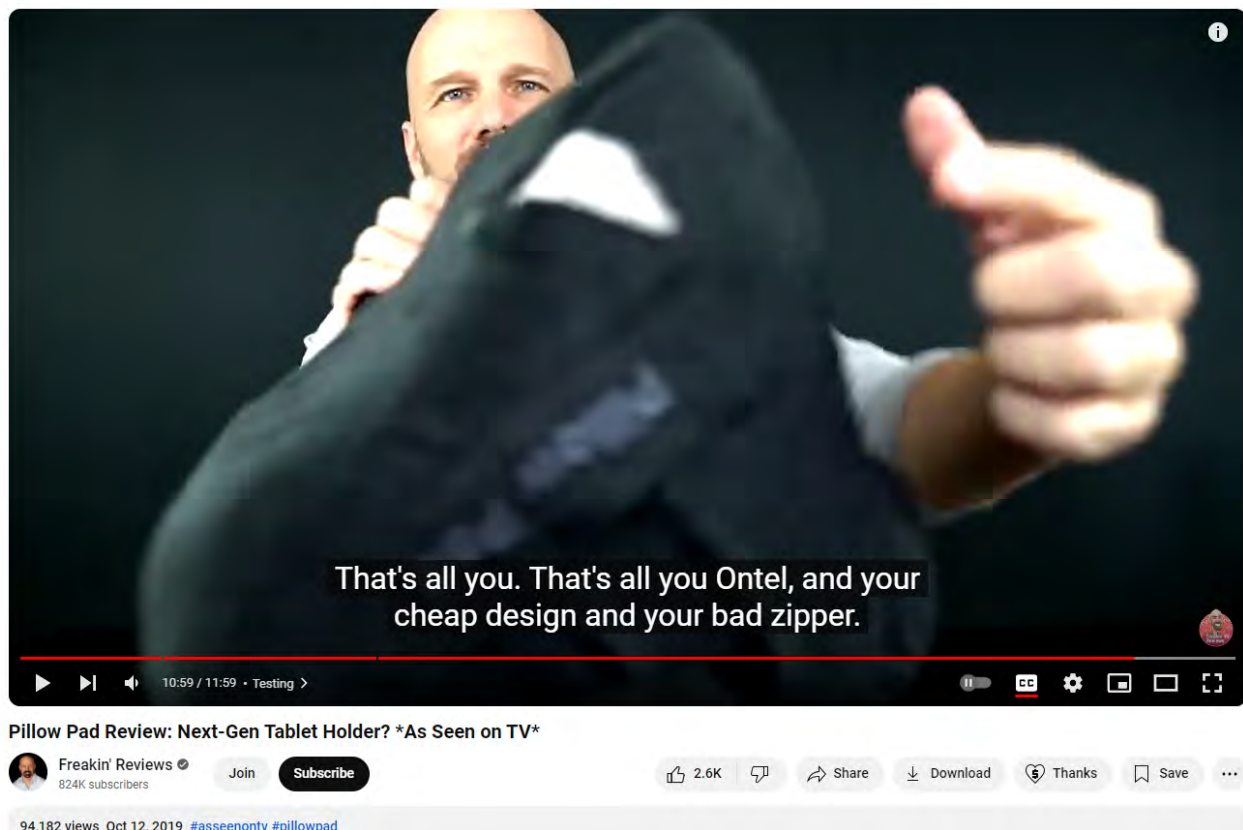 That's all you. That's all you Ontel, and your
cheap design and your bad zipper.
10:59 / 11:59 • Testing >
CC
Pillow Pad Review: Next-Gen Tablet Holder? *As Seen on TV*
Freakin' Reviews
824K subscribers
Join
Subscribe
2.6K
Share
Download
Thanks
Save
94,182 views Oct 12, 2019 #asseenontv #pillowpad